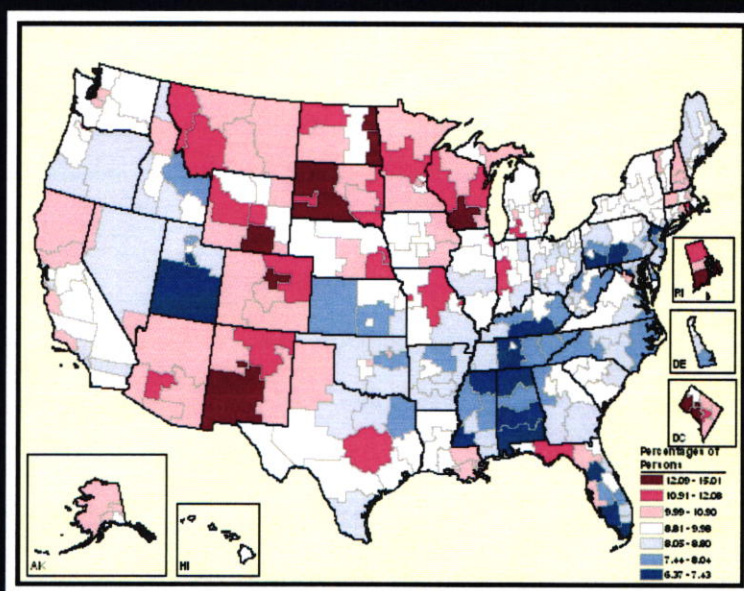 RI
DE
DC
Percentages of
Persons
12.09 - 15.01
10.91 - 12.08
9.99 - 10.90
8.81 - 9.98
8.05 - 8.80
7.44 - 8.04
6.37 - 7.43
AK
HI